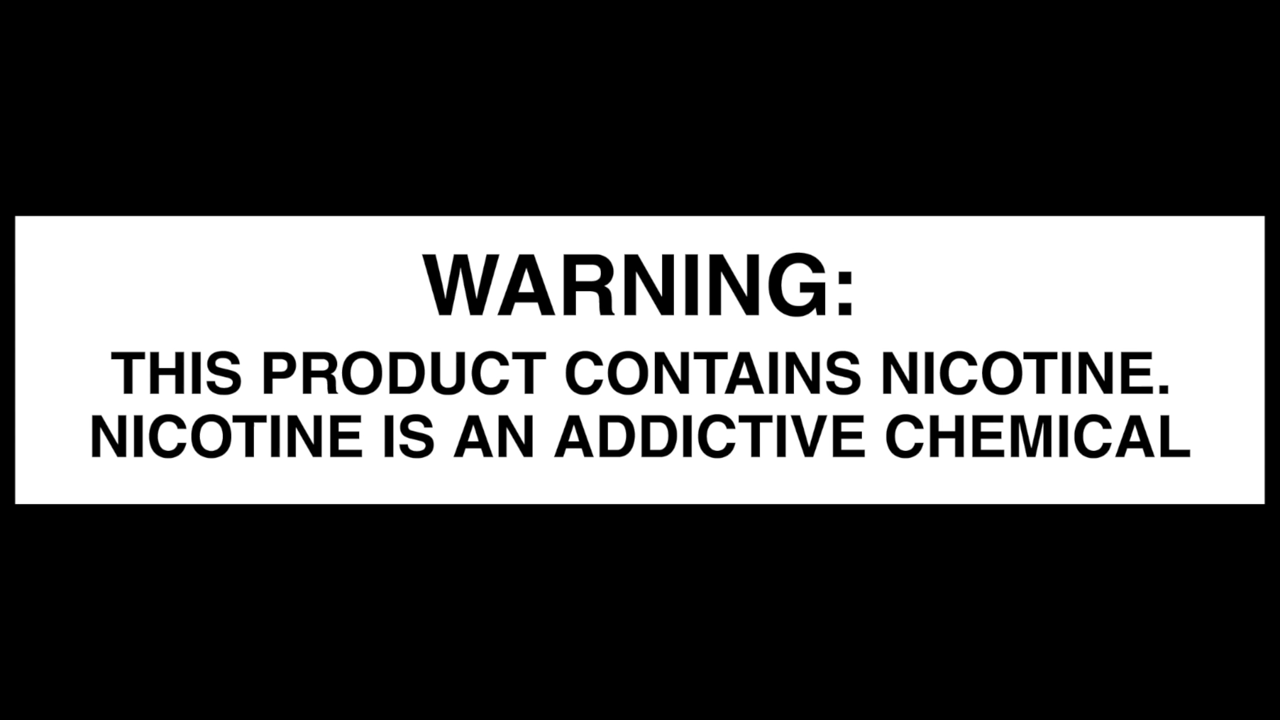 WARNING:
THIS PRODUCT CONTAINS NICOTINE.
NICOTINE IS AN ADDICTIVE CHEMICAL